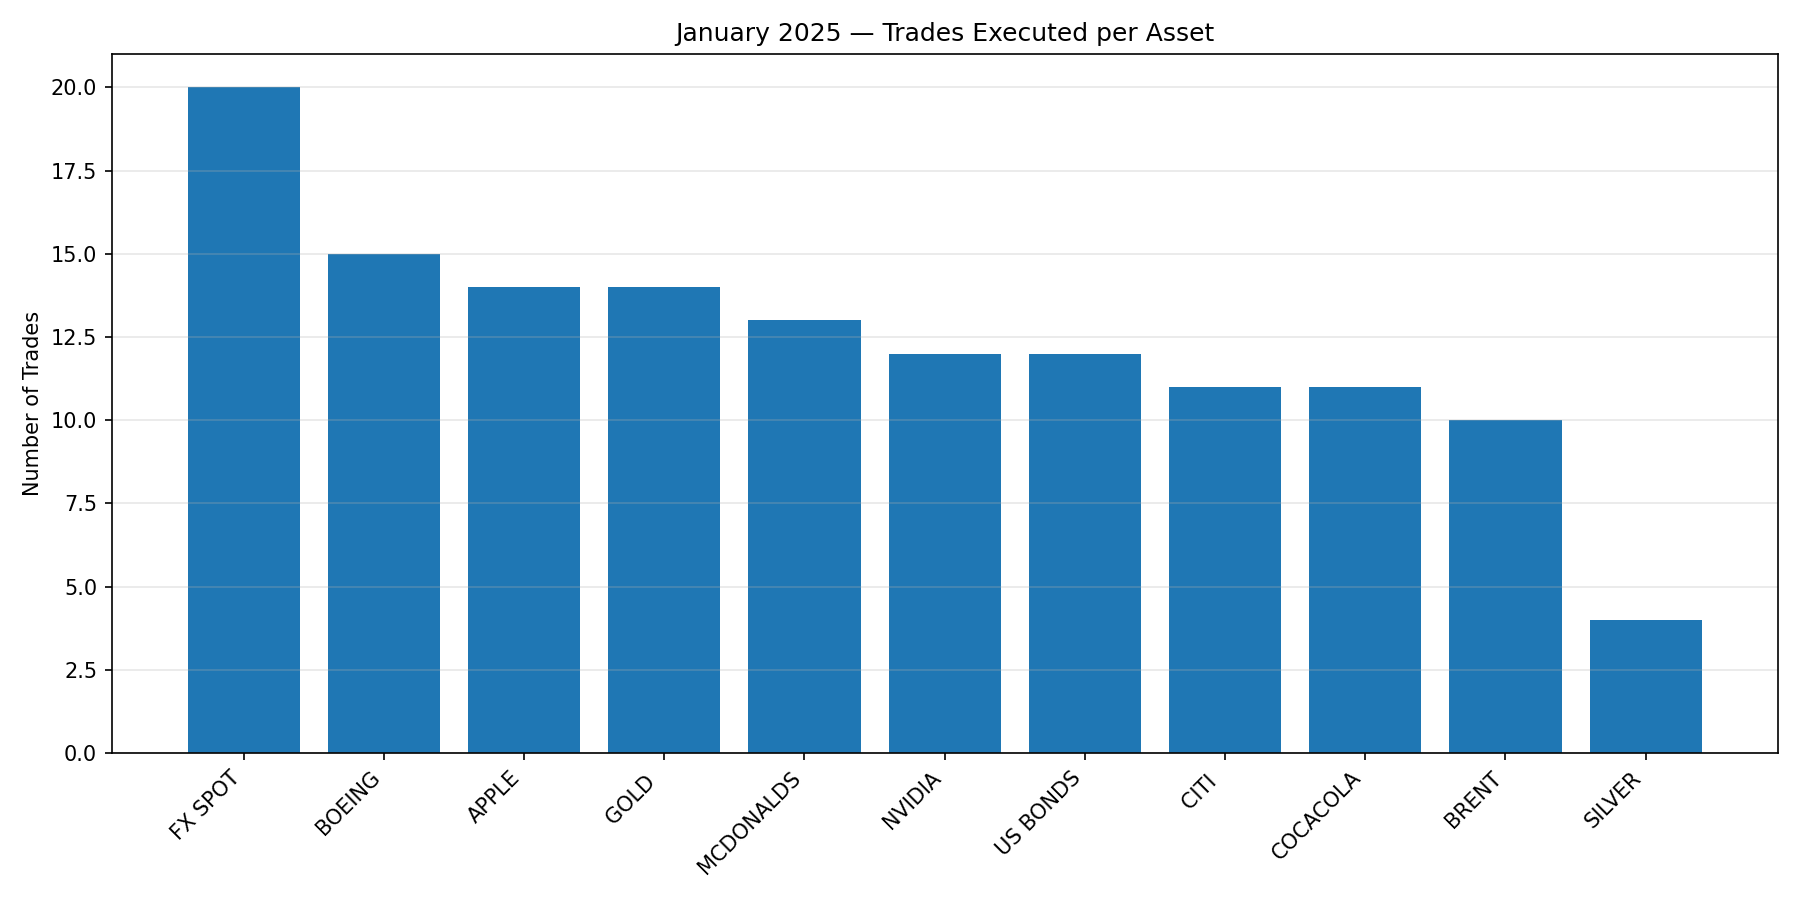 January 2025 — Trades Executed per Asset
Number of Trades
20.0
17.5
15.0
12.5
10.0
7.5
5.0
2.5
0.0
FX SPOT
BOEING
APPLE
GOLD
MCDONALDS
NVIDIA
US BONDS
CITI
COCACOLA
BRENT
SILVER